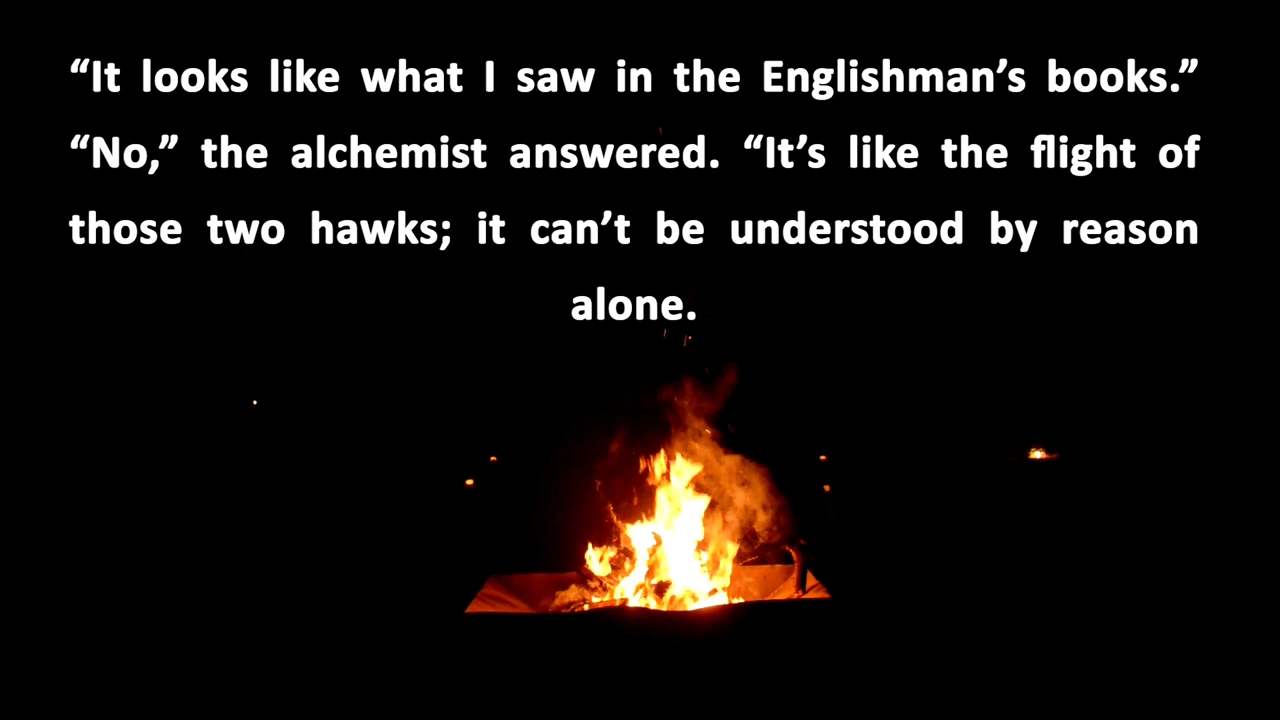 “It looks like what I saw in the Englishman’s books.”
“No,” the alchemist answered. “It’s like the flight of
those two hawks; it can’t be understood by reason
alone.